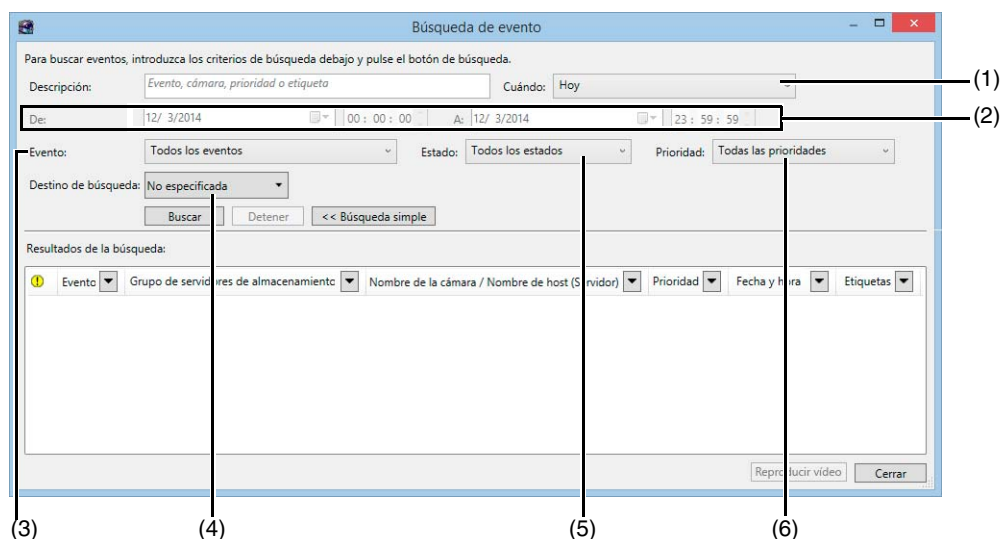 Búsqueda de evento
Para buscar eventos, introduzca los criterios de búsqueda debajo y pulse el botón de búsqueda.
Descripción: Evento, cámara, prioridad o etiqueta Cuándo: Hoy (1)
De: 12/ 3/2014 00 : 00 : 00 A: 12/ 3/2014 23 : 59 : 59 (2)
Evento: Todos los eventos Estado: Todos los estados Prioridad: Todas las prioridades
Destino de búsqueda: No especificada
Buscar Detener << Búsqueda simple
Resultados de la búsqueda:
Evento Grupo de servidores de almacenamiento Nombre de la cámara / Nombre de host (Servidor) Prioridad Fecha y hora Etiquetas
Reproducir vídeo Cerrar
(3) (4) (5) (6)